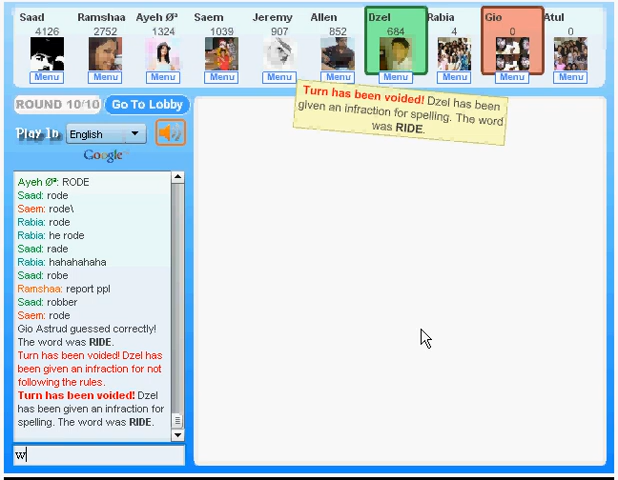 Saad Ramshaa Ayeh Øª Saem Jeremy Allen Dzel Rabia Gio Atul
4126 2752 1324 1039 907 852 684 4 0 0
Menu Menu Menu Menu Menu Menu Menu Menu Menu Menu
ROUND 10/10 Go To Lobby
Turn has been voided! Dzel has been
given an infraction for spelling. The word
was RIDE.
Play In English
Google
Ayeh Øª: RODE
Saad: rode
Saem: rode\
Rabia: rode
Rabia: he rode
Saad: rade
Rabia: hahahahaha
Saad: robe
Ramshaa: report ppl
Saad: robber
Saem: rode
Gio Astrud guessed correctly!
The word was RIDE.
Turn has been voided! Dzel has
been given an infraction for not
following the rules.
Turn has been voided! Dzel
has been given an infraction for
spelling. The word was RIDE.
w